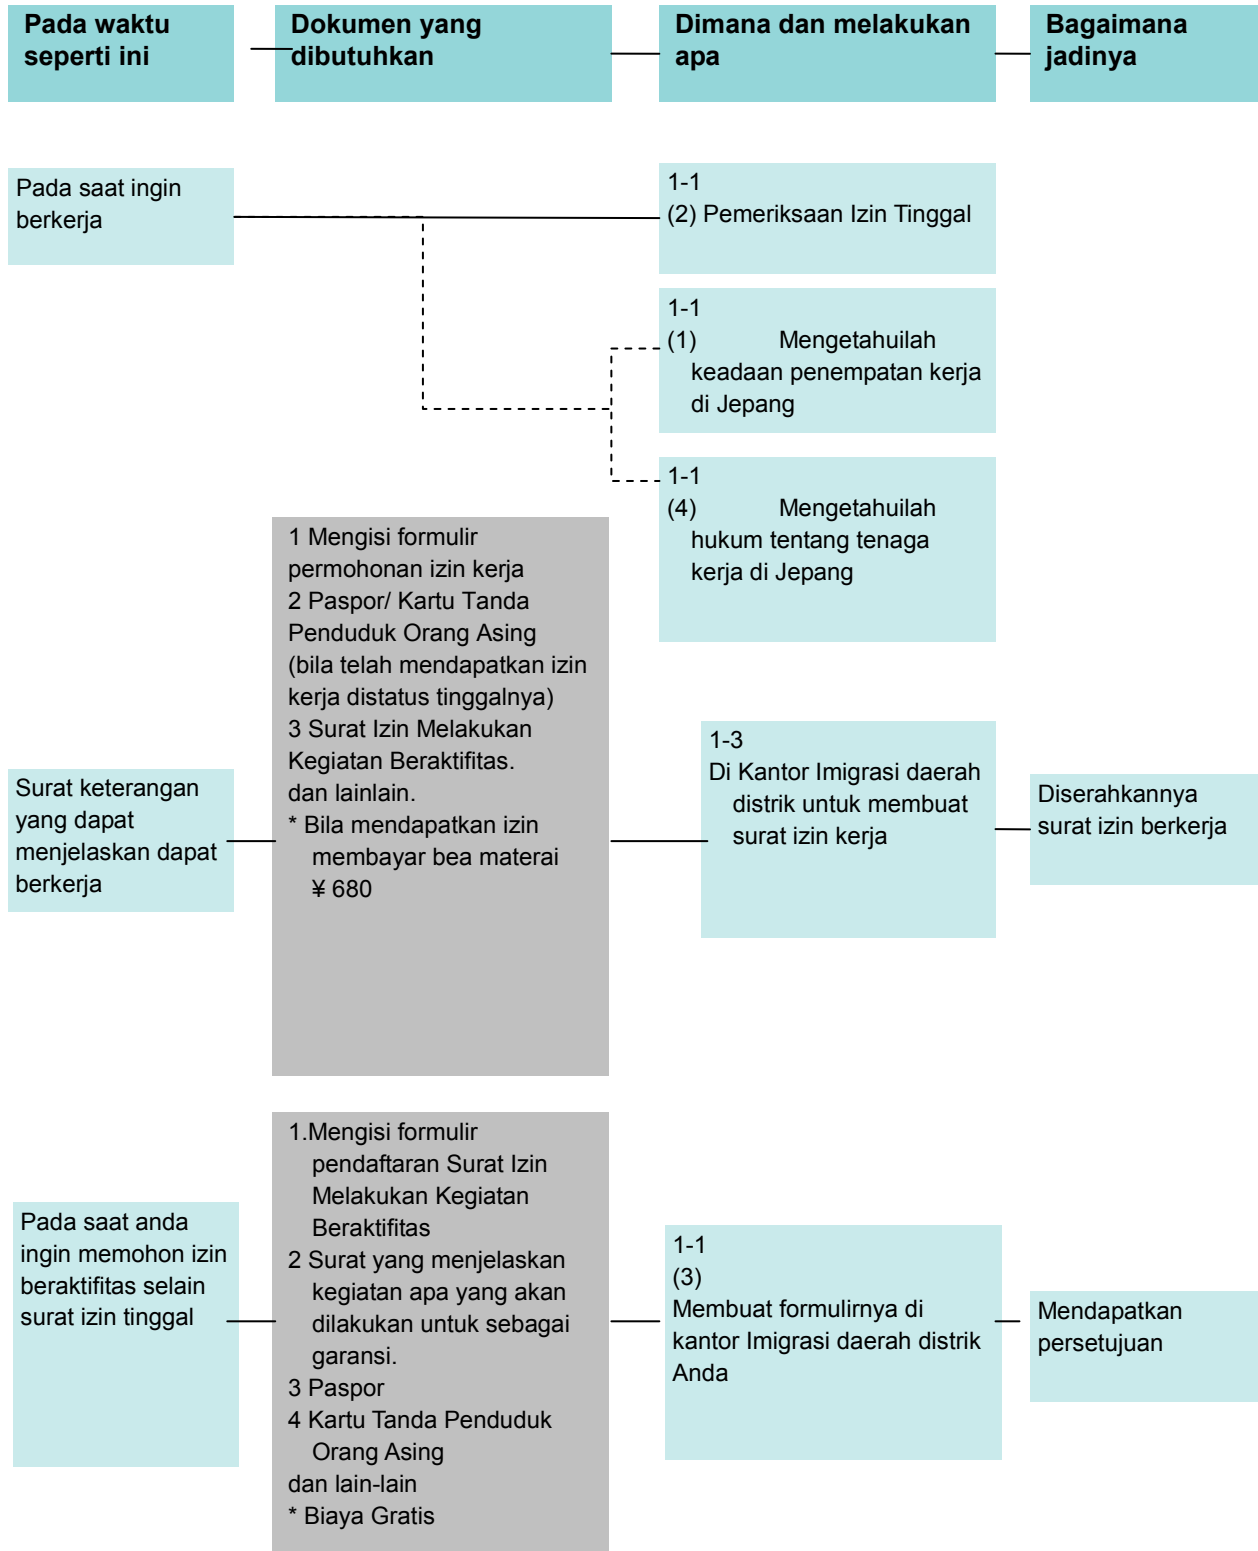 Pada waktu
seperti ini
Dokumen yang
dibutuhkan
Dimana dan melakukan
apa
Bagaimana
jadinya
Pada saat ingin
berkerja
1-1
(2) Pemeriksaan Izin Tinggal
1-1
(1) Mengetahuilah
keadaan penempatan kerja
di Jepang
1-1
(4) Mengetahuilah
hukum tentang tenaga
kerja di Jepang
Surat keterangan
yang dapat
menjelaskan dapat
berkerja
1 Mengisi formulir
permohonan izin kerja
2 Paspor/ Kartu Tanda
Penduduk Orang Asing
(bila telah mendapatkan izin
kerja distatus tinggalnya)
3 Surat Izin Melakukan
Kegiatan Beraktifitas.
dan lainlain.
* Bila mendapatkan izin
membayar bea materai
¥ 680
1-3
Di Kantor Imigrasi daerah
distrik untuk membuat
surat izin kerja
Diserahkannya
surat izin berkerja
Pada saat anda
ingin memohon izin
beraktifitas selain
surat izin tinggal
1.Mengisi formulir
pendaftaran Surat Izin
Melakukan Kegiatan
Beraktifitas
2 Surat yang menjelaskan
kegiatan apa yang akan
dilakukan untuk sebagai
garansi.
3 Paspor
4 Kartu Tanda Penduduk
Orang Asing
dan lain-lain
* Biaya Gratis
1-1
(3)
Membuat formulirnya di
kantor Imigrasi daerah distrik
Anda
Mendapatkan
persetujuan